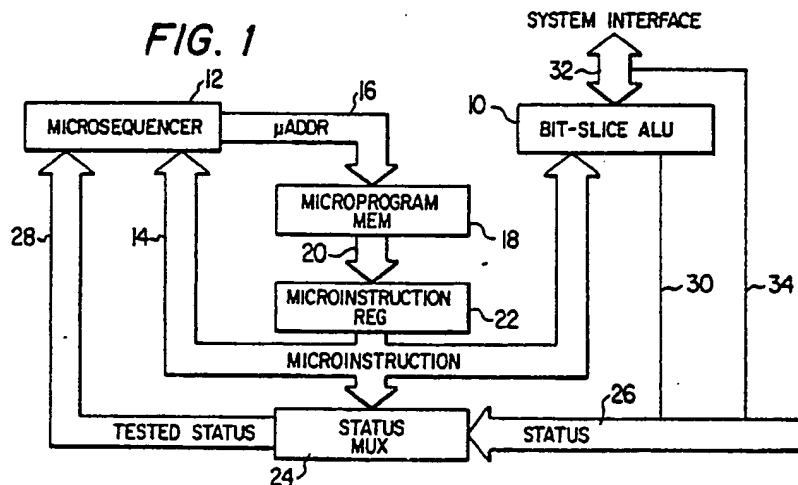 FIG. 1
SYSTEM INTERFACE
12
16
32
10
MICROSEQUENCER
μADDR
BIT-SLICE ALU
MICROPROGRAM
MEM
28
14
20
18
30
34
MICROINSTRUCTION
REG
22
MICROINSTRUCTION
26
TESTED STATUS
STATUS
MUX
STATUS
24